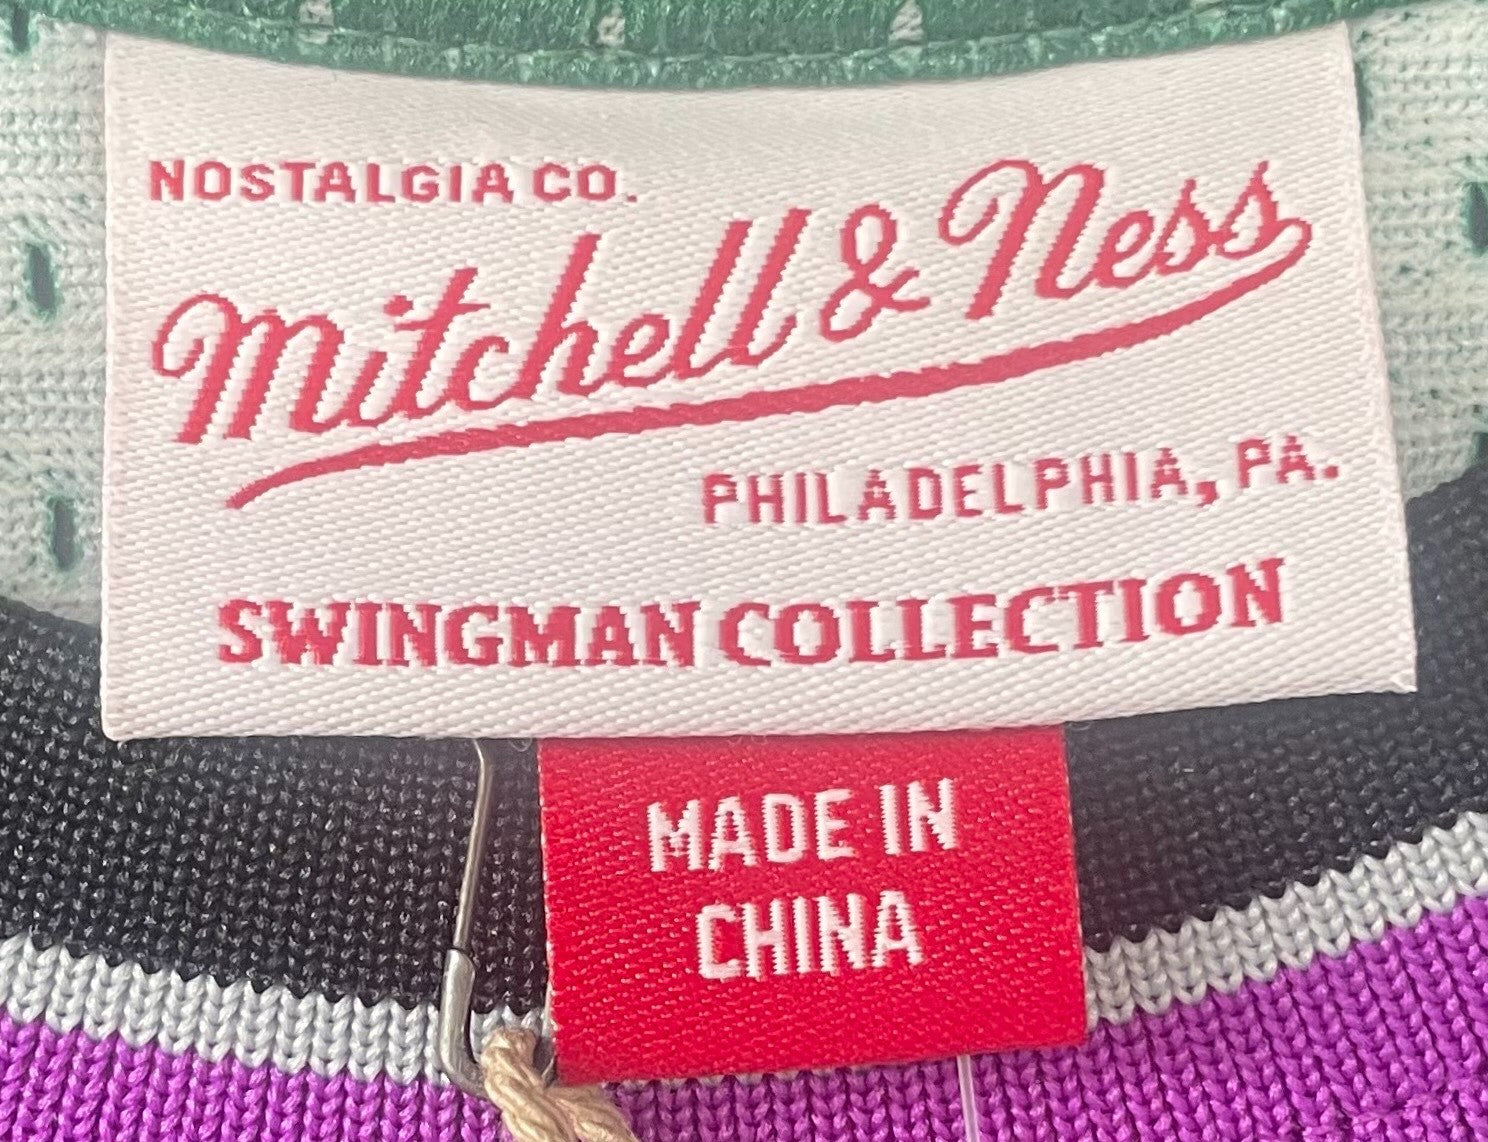 NOSTALGIA CO.
Mitchell & Ness
PHILADELPHIA, PA.
SWINGMAN COLLECTION
MADE IN
CHINA